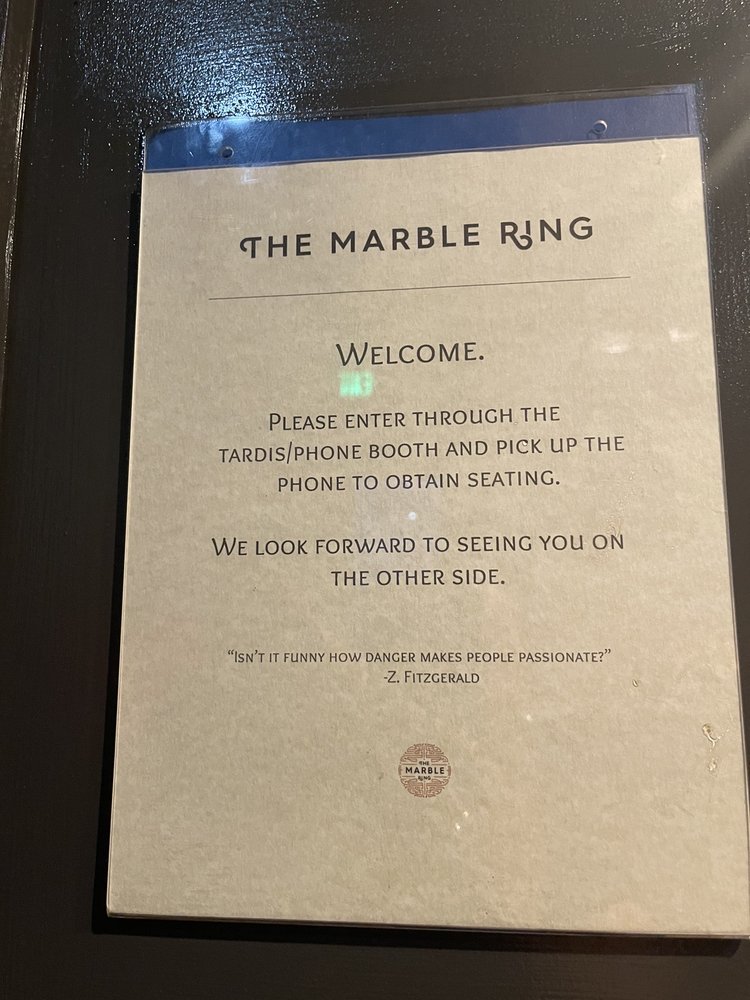 THE MARBLE RING
WELCOME.
PLEASE ENTER THROUGH THE
TARDIS/PHONE BOOTH AND PICK UP THE
PHONE TO OBTAIN SEATING.
WE LOOK FORWARD TO SEEING YOU ON
THE OTHER SIDE.
“ISN'T IT FUNNY HOW DANGER MAKES PEOPLE PASSIONATE?”
-Z. FITZGERALD
THE
MARBLE
RING